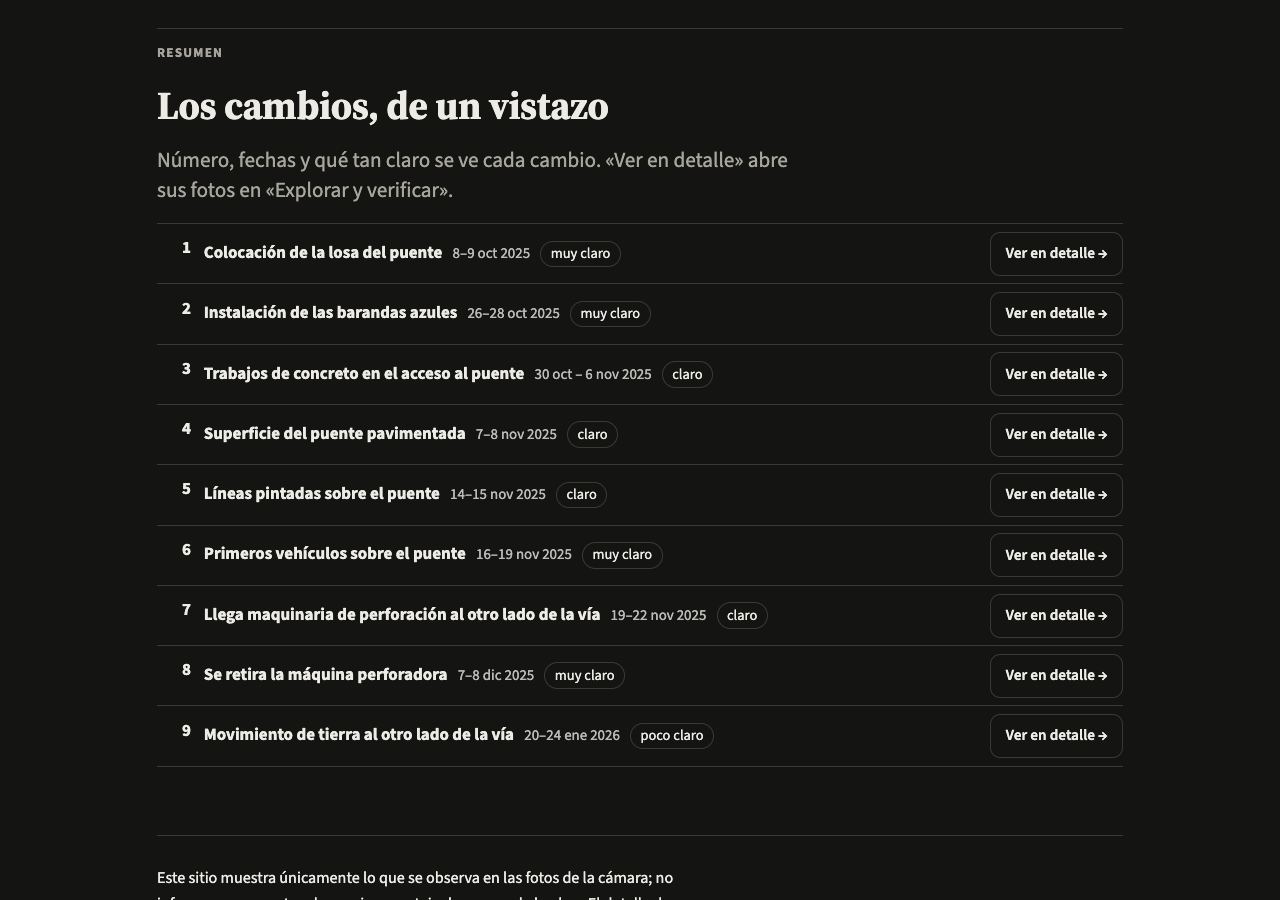 RESUMEN
Los cambios, de un vistazo
Número, fechas y qué tan claro se ve cada cambio. «Ver en detalle» abre
sus fotos en «Explorar y verificar».
1 Colocación de la losa del puente 8–9 oct 2025 muy claro Ver en detalle →
2 Instalación de las barandas azules 26–28 oct 2025 muy claro Ver en detalle →
3 Trabajos de concreto en el acceso al puente 30 oct – 6 nov 2025 claro Ver en detalle →
4 Superficie del puente pavimentada 7–8 nov 2025 claro Ver en detalle →
5 Líneas pintadas sobre el puente 14–15 nov 2025 claro Ver en detalle →
6 Primeros vehículos sobre el puente 16–19 nov 2025 muy claro Ver en detalle →
7 Llega maquinaria de perforación al otro lado de la vía 19–22 nov 2025 claro Ver en detalle →
8 Se retira la máquina perforadora 7–8 dic 2025 muy claro Ver en detalle →
9 Movimiento de tierra al otro lado de la vía 20–24 ene 2026 poco claro Ver en detalle →
Este sitio muestra únicamente lo que se observa en las fotos de la cámara; no